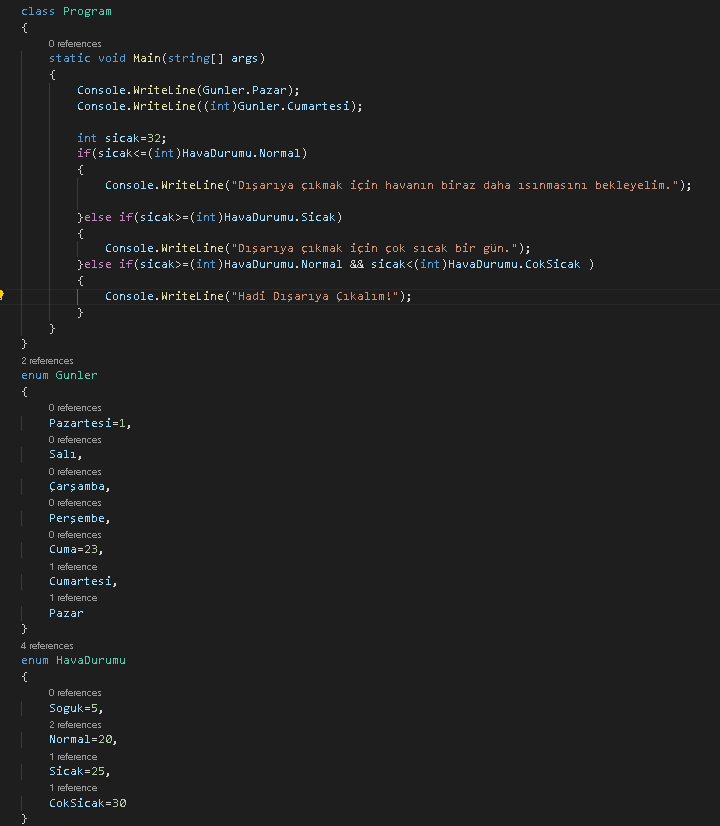 class Program
{
0 references
static void Main(string[] args)
{
Console.WriteLine(Gunler.Pazar);
Console.WriteLine((int)Gunler.Cumartesi);
int sicak=32;
if(sicak<=(int)HavaDurumu.Normal)
{
Console.WriteLine("Dışarıya çıkmak için havanın biraz daha ısınmasını bekleyelim.");
}else if(sicak>=(int)HavaDurumu.Sicak)
{
Console.WriteLine("Dışarıya çıkmak için çok sıcak bir gün.");
}else if(sicak>=(int)HavaDurumu.Normal && sicak<(int)HavaDurumu.CokSicak )
{
Console.WriteLine("Hadi Dışarıya Çıkalım!");
}
}
}
2 references
enum Gunler
{
0 references
Pazartesi=1,
0 references
Salı,
0 references
Çarşamba,
0 references
Perşembe,
0 references
Cuma=23,
1 reference
Cumartesi,
1 reference
Pazar
}
4 references
enum HavaDurumu
{
0 references
Soguk=5,
2 references
Normal=20,
1 reference
Sicak=25,
1 reference
CokSicak=30
}